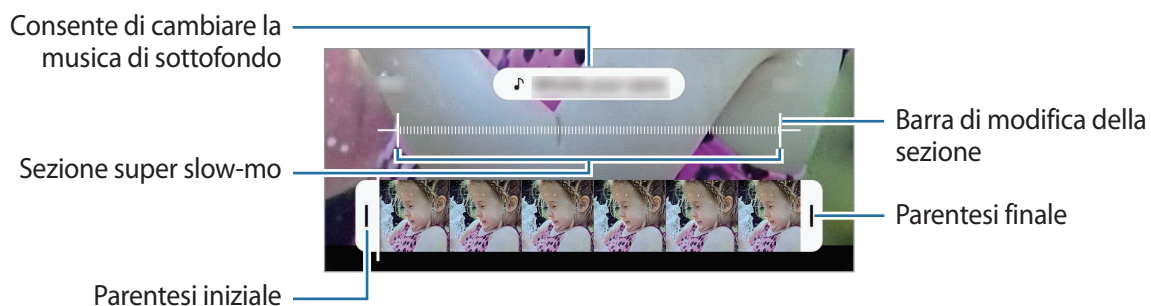 Consente di cambiare la
musica di sottofondo
Barra di modifica della
sezione
Sezione super slow-mo
Parentesi finale
Parentesi iniziale